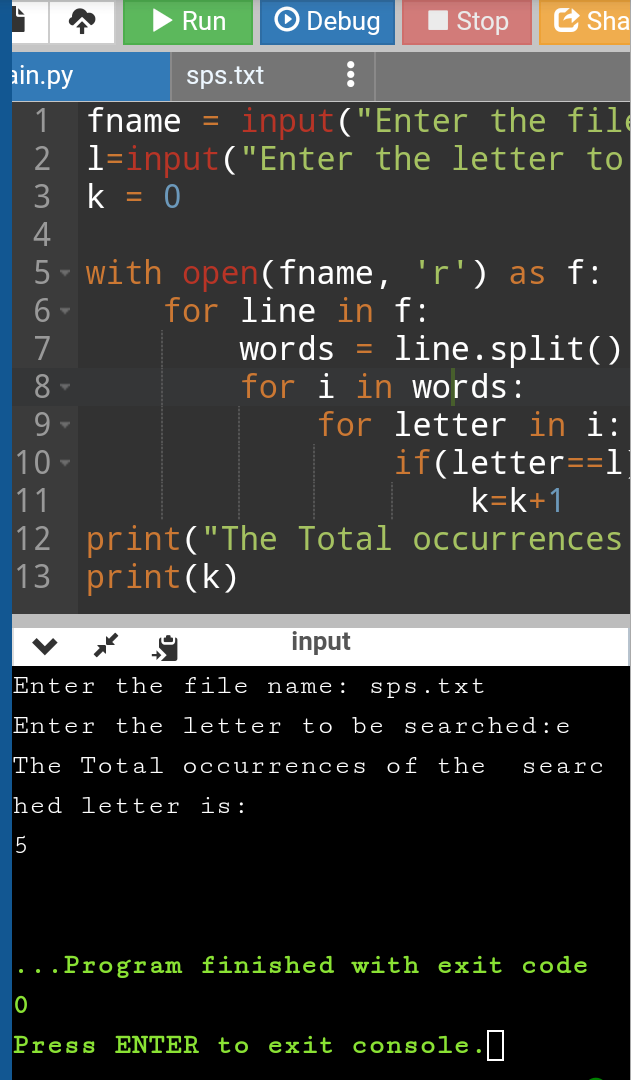 Run Debug Stop Sha
ain.py sps.txt
1 fname = input("Enter the file
2 l=input("Enter the letter to
3 k = 0
4
5 with open(fname, 'r') as f:
6 for line in f:
7 words = line.split()
8 for i in words:
9 for letter in i:
10 if(letter==l)
11 k=k+1
12 print("The Total occurrences
13 print(k)
input
Enter the file name: sps.txt
Enter the letter to be searched:e
The Total occurrences of the  searc
hed letter is:
5
...Program finished with exit code
0
Press ENTER to exit console.